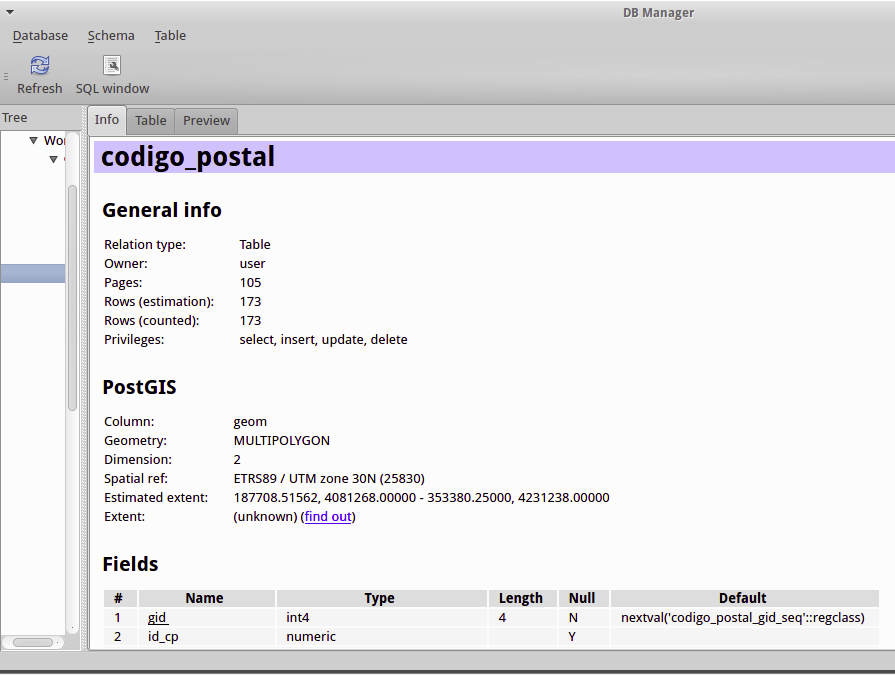 DB Manager
Database Schema Table
Refresh SQL window
Tree
Info Table Preview
codigo_postal
General info
Relation type: Table
Owner: user
Pages: 105
Rows (estimation): 173
Rows (counted): 173
Privileges: select, insert, update, delete
PostGIS
Column: geom
Geometry: MULTIPOLYGON
Dimension: 2
Spatial ref: ETRS89 / UTM zone 30N (25830)
Estimated extent: 187708.51562, 4081268.00000 - 353380.25000, 4231238.00000
Extent: (unknown) (find out)
Fields
# Name Type Length Null Default
1 gid int4 4 N nextval('codigo_postal_gid_seq'::regclass)
2 id_cp numeric Y